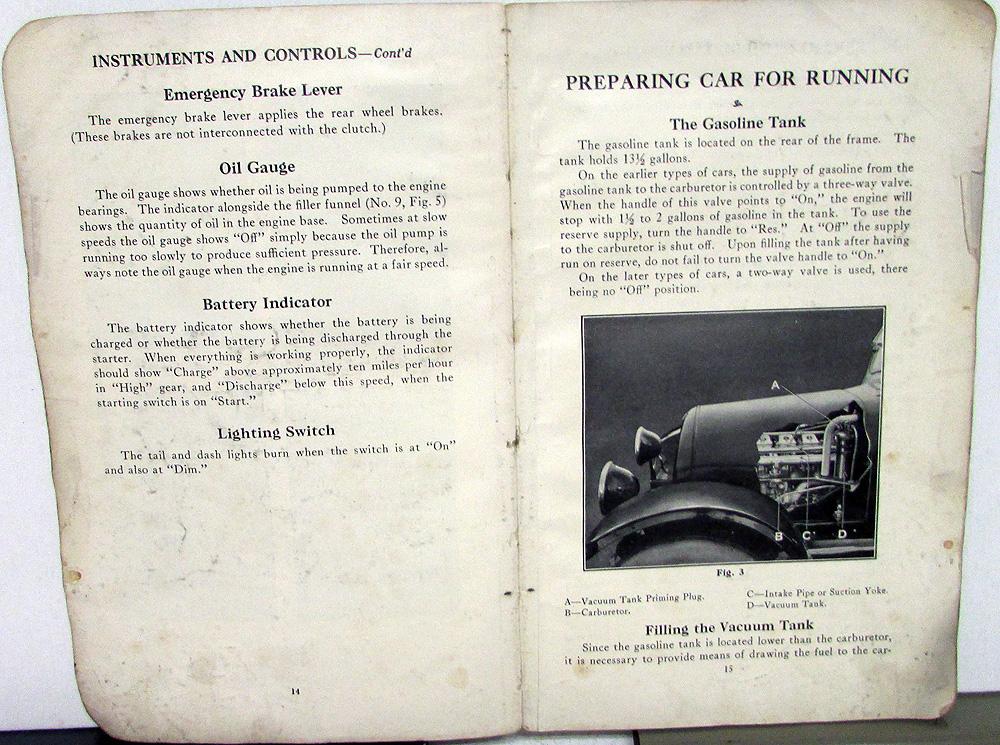 INSTRUMENTS AND CONTROLS—Cont'd
Emergency Brake Lever
The emergency brake lever applies the rear wheel brakes.
(These brakes are not interconnected with the clutch.)
Oil Gauge
The oil gauge shows whether oil is being pumped to the engine
bearings. The indicator alongside the filler funnel (No. 9, Fig. 5)
shows the quantity of oil in the engine base. Sometimes at slow
speeds the oil gauge shows "Off" simply because the oil pump is
running too slowly to produce sufficient pressure. Therefore, al-
ways note the oil gauge when the engine is running at a fair speed.
Battery Indicator
The battery indicator shows whether the battery is being
charged or whether the battery is being discharged through the
starter. When everything is working properly, the indicator
should show "Charge" above approximately ten miles per hour
in "High" gear, and "Discharge" below this speed, when the
starting switch is on "Start."
Lighting Switch
The tail and dash lights burn when the switch is at "On"
and also at "Dim."
14
PREPARING CAR FOR RUNNING
The Gasoline Tank
The gasoline tank is located on the rear of the frame. The
tank holds 13½ gallons.
On the earlier types of cars, the supply of gasoline from the
gasoline tank to the carburetor is controlled by a three-way valve.
When the handle of this valve points to "On," the engine will
stop with 1½ to 2 gallons of gasoline in the tank. To use the
reserve supply, turn the handle to "Res." At "Off" the supply
to the carburetor is shut off. Upon filling the tank after having
run on reserve, do not fail to turn the valve handle to "On."
On the later types of cars, a two-way valve is used, there
being no "Off" position.
A
B C D
Fig. 3
A—Vacuum Tank Priming Plug.
B—Carburetor.
C—Intake Pipe or Suction Yoke.
D—Vacuum Tank.
Filling the Vacuum Tank
Since the gasoline tank is located lower than the carburetor,
it is necessary to provide means of drawing the fuel to the car-
15